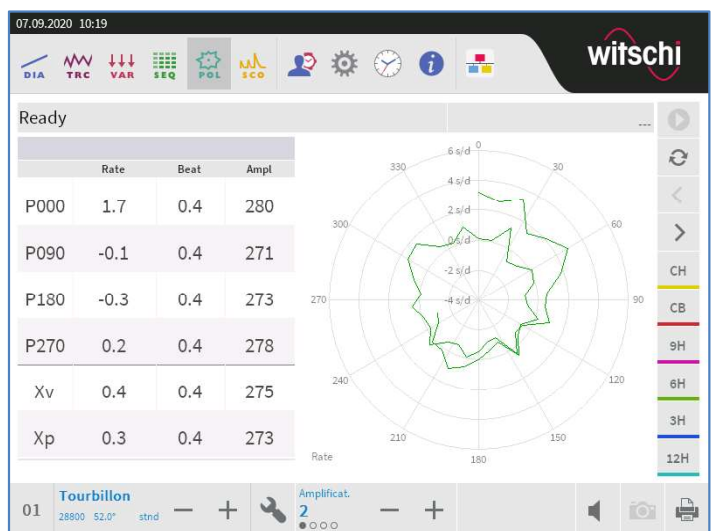 07.09.2020 10:19
DIA TRC VAR SEQ POL SCO
witschi
Ready ---
Rate Beat Ampl
P000 1.7 0.4 280
P090 -0.1 0.4 271
P180 -0.3 0.4 273
P270 0.2 0.4 278
Xv 0.4 0.4 275
Xp 0.3 0.4 273
6 s/d
4 s/d
2 s/d
0 s/d
-2 s/d
-4 s/d
0
30
60
90
120
150
180
210
240
270
300
330
Rate
CH
CB
9H
6H
3H
12H
01
Tourbillon
28800 52.0° stnd
- +
Amplificat.
2
- +